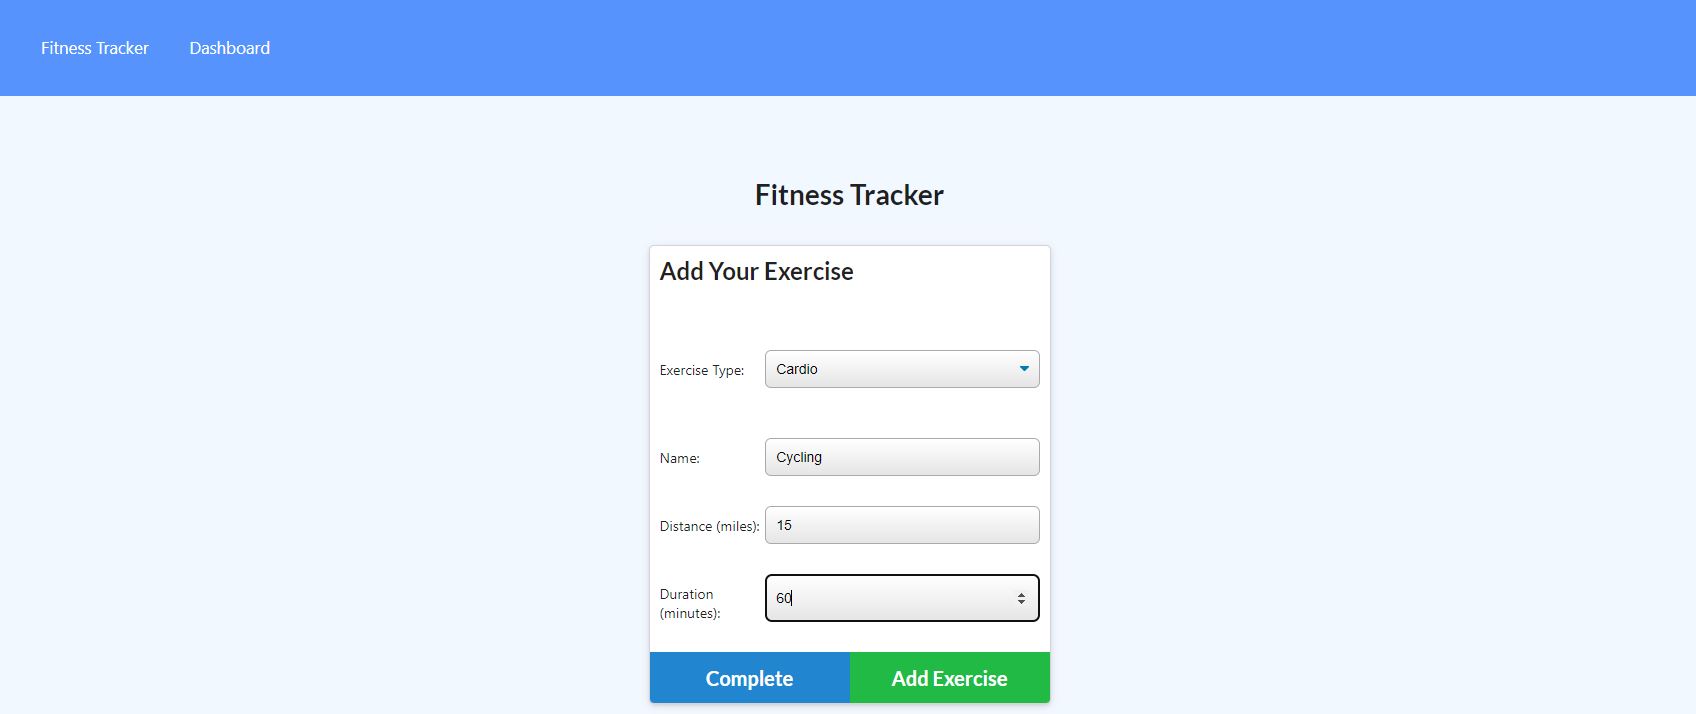 Fitness Tracker Dashboard
Fitness Tracker
Add Your Exercise
Exercise Type: Cardio
Name: Cycling
Distance (miles): 15
Duration
(minutes): 60
Complete Add Exercise